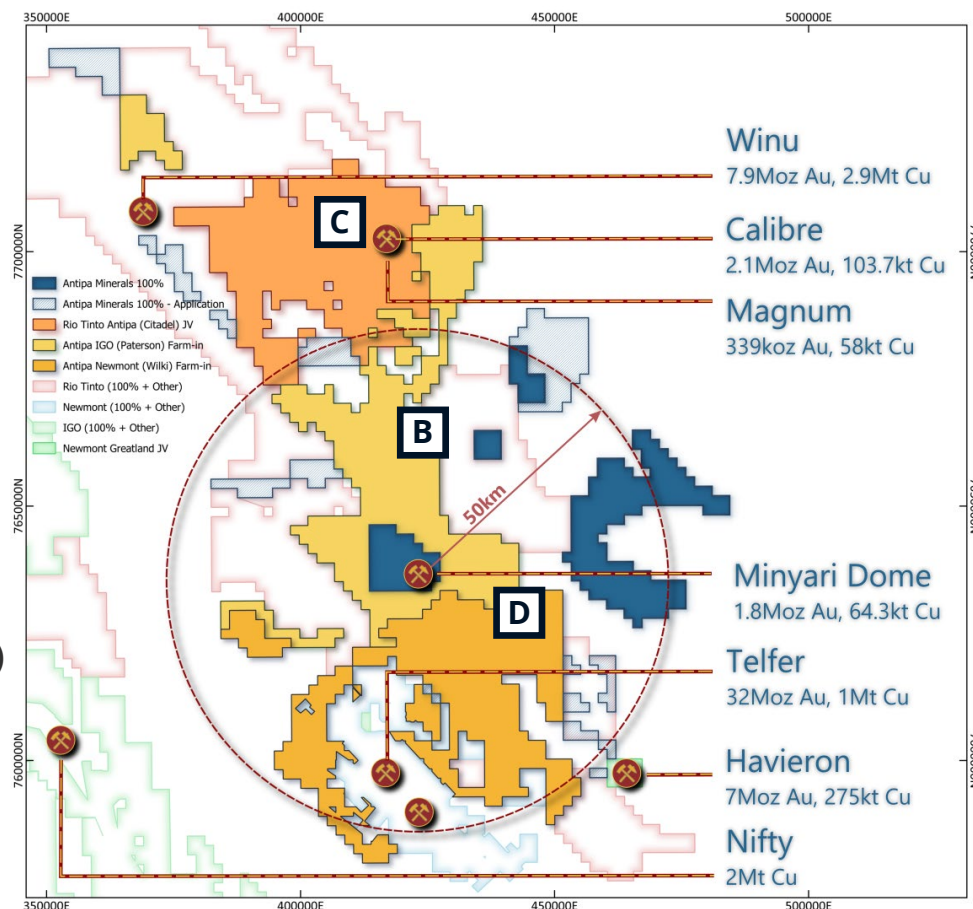 350000E
400000E
450000E
500000E
Winu
7.9Moz Au, 2.9Mt Cu
C
Calibre
2.1Moz Au, 103.7kt Cu
7700000N
7700000N
Antipa Minerals 100%
Antipa Minerals 100% - Application
Rio Tinto Antipa (Citadel) JV
Antipa IGO (Paterson) Farm-in
Antipa Newmont (Wilki) Farm-in
Rio Tinto (100% + Other)
Newmont (100% + Other)
IGO (100% + Other)
Newmont Greatland JV
Magnum
339koz Au, 58kt Cu
B
50km
7650000N
7650000N
Minyari Dome
1.8Moz Au, 64.3kt Cu
D
Telfer
32Moz Au, 1Mt Cu
7600000N
7600000N
Havieron
7Moz Au, 275kt Cu
Nifty
2Mt Cu
350000E
400000E
450000E
500000E